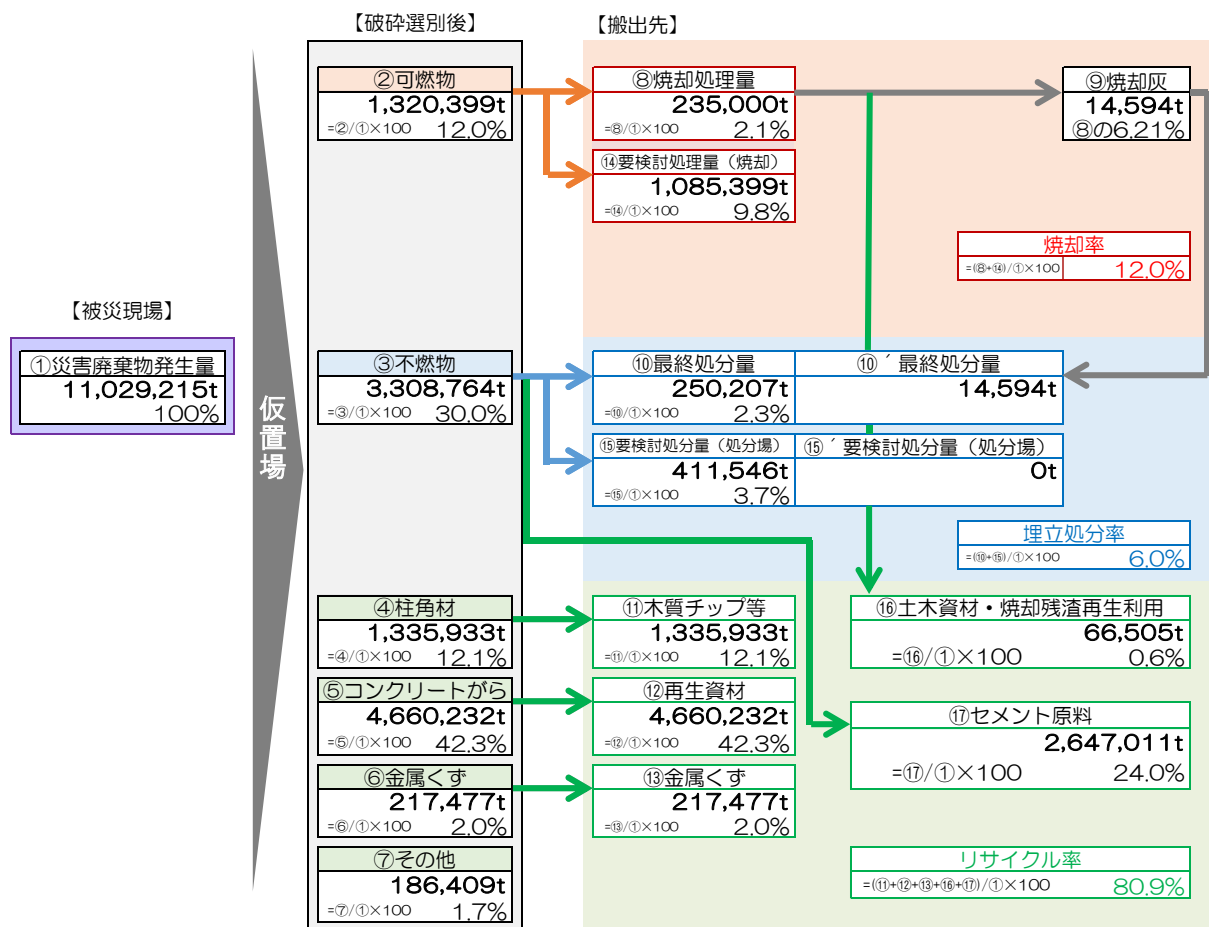 【破砕選別後】
【搬出先】
②可燃物
1,320,399t
=②/①×100 12.0%
⑧焼却処理量
235,000t
=⑧/①×100 2.1%
⑨焼却灰
14,594t
⑧の6.21%
⑭要検討処理量（焼却）
1,085,399t
=⑭/①×100 9.8%
焼却率
=(⑧+⑭)/①×100 12.0%
【被災現場】
①災害廃棄物発生量
11,029,215t
100%
仮置場
③不燃物
3,308,764t
=③/①×100 30.0%
⑩最終処分量
250,207t
=⑩/①×100 2.3%
⑩´最終処分量
14,594t
⑮要検討処分量（処分場）
411,546t
=⑮/①×100 3.7%
⑮´要検討処分量（処分場）
0t
埋立処分率
=(⑩+⑮)/①×100 6.0%
④柱角材
1,335,933t
=④/①×100 12.1%
⑪木質チップ等
1,335,933t
=⑪/①×100 12.1%
⑯土木資材・焼却残渣再生利用
66,505t
=⑯/①×100 0.6%
⑤コンクリートがら
4,660,232t
=⑤/①×100 42.3%
⑫再生資材
4,660,232t
=⑫/①×100 42.3%
⑰セメント原料
2,647,011t
=⑰/①×100 24.0%
⑥金属くず
217,477t
=⑥/①×100 2.0%
⑬金属くず
217,477t
=⑬/①×100 2.0%
⑦その他
186,409t
=⑦/①×100 1.7%
リサイクル率
=(⑪+⑫+⑬+⑯+⑰)/①×100 80.9%